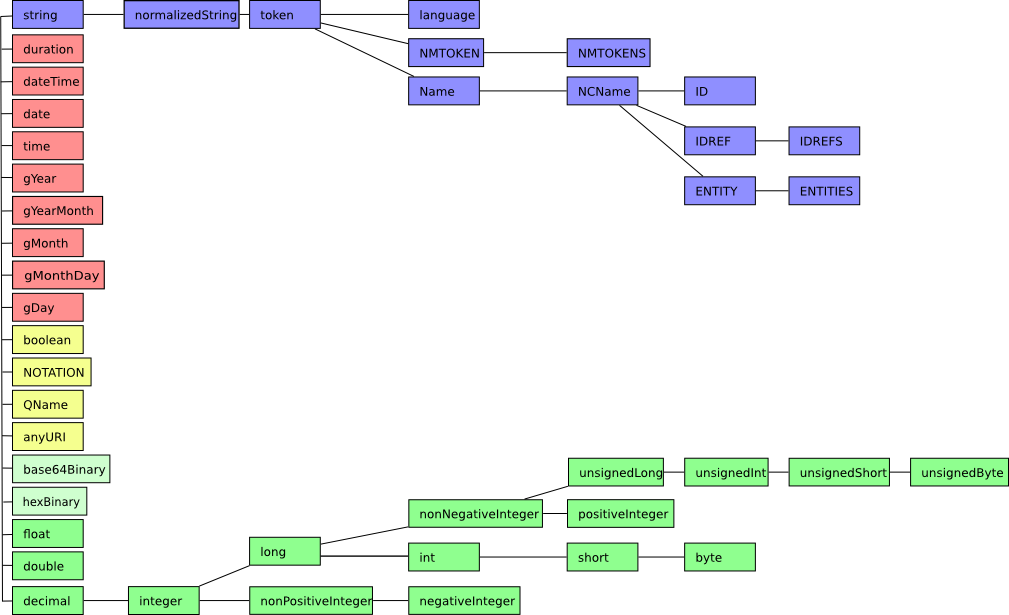 string normalizedString token language
duration NMTOKEN NMTOKENS
dateTime Name NCName ID
date
time IDREF IDREFS
gYear ENTITY ENTITIES
gYearMonth
gMonth
gMonthDay
gDay
boolean
NOTATION
QName
anyURI
base64Binary unsignedLong unsignedInt unsignedShort unsignedByte
hexBinary nonNegativeInteger positiveInteger
float
double long int short byte
decimal integer nonPositiveInteger negativeInteger